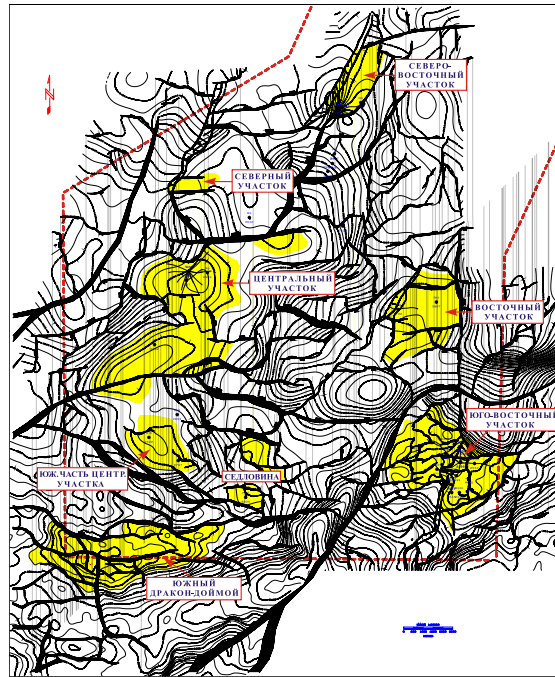 СЕВЕРО-
ВОСТОЧНЫЙ
УЧАСТОК
СЕВЕРНЫЙ
УЧАСТОК
ЦЕНТРАЛЬНЫЙ
УЧАСТОК
ВОСТОЧНЫЙ
УЧАСТОК
ЮГО-ВОСТОЧНЫЙ
УЧАСТОК
ЮЖ.ЧАСТЬ ЦЕНТР.
УЧАСТКА
СЕДЛОВИНА
ЮЖНЫЙ
ДРАКОН-ДОЙМОЙ
N